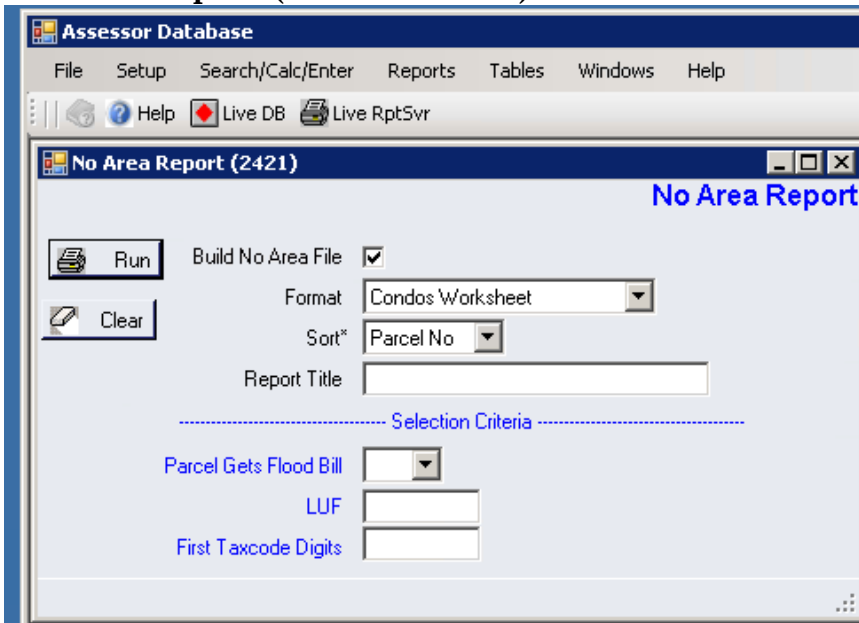 Assessor Database
File Setup Search/Calc/Enter Reports Tables Windows Help
Help Live DB Live RptSvr
No Area Report (2421)
No Area Report
Run Build No Area File
Format Condos Worksheet
Clear
Sort* Parcel No
Report Title
Selection Criteria
Parcel Gets Flood Bill
LUF
First Taxcode Digits